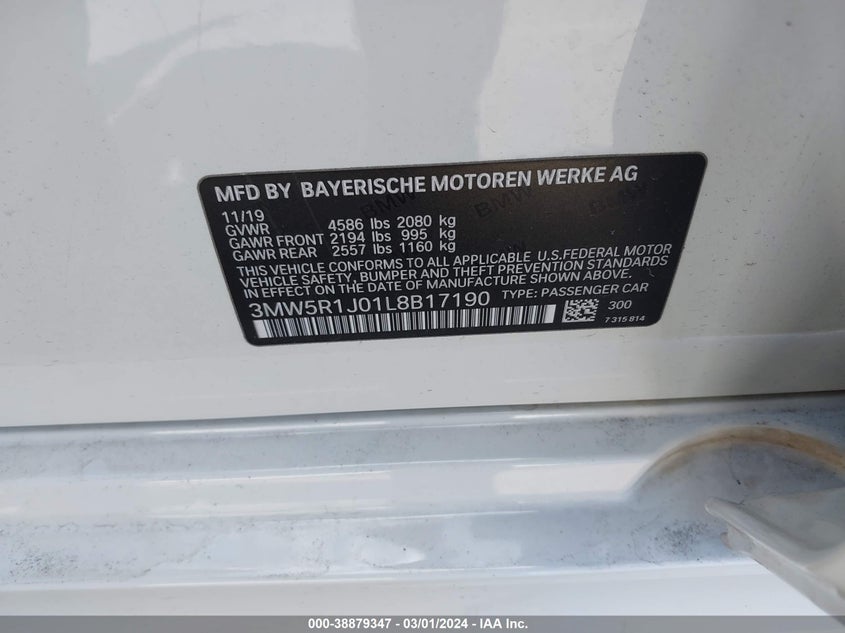 MFD BY BAYERISCHE MOTOREN WERKE AG
11/19
GVWR 4586 lbs 2080 kg
GAWR FRONT 2194 lbs 995 kg
GAWR REAR 2557 lbs 1160 kg
THIS VEHICLE CONFORMS TO ALL APPLICABLE U.S.FEDERAL MOTOR
VEHICLE SAFETY, BUMPER AND THEFT PREVENTION STANDARDS
IN EFFECT ON THE DATE OF MANUFACTURE SHOWN ABOVE.
3MW5R1J01L8B17190 TYPE: PASSENGER CAR
300
7 315 814
BMW BMW BMW
000-38879347 - 03/01/2024 - IAA Inc.